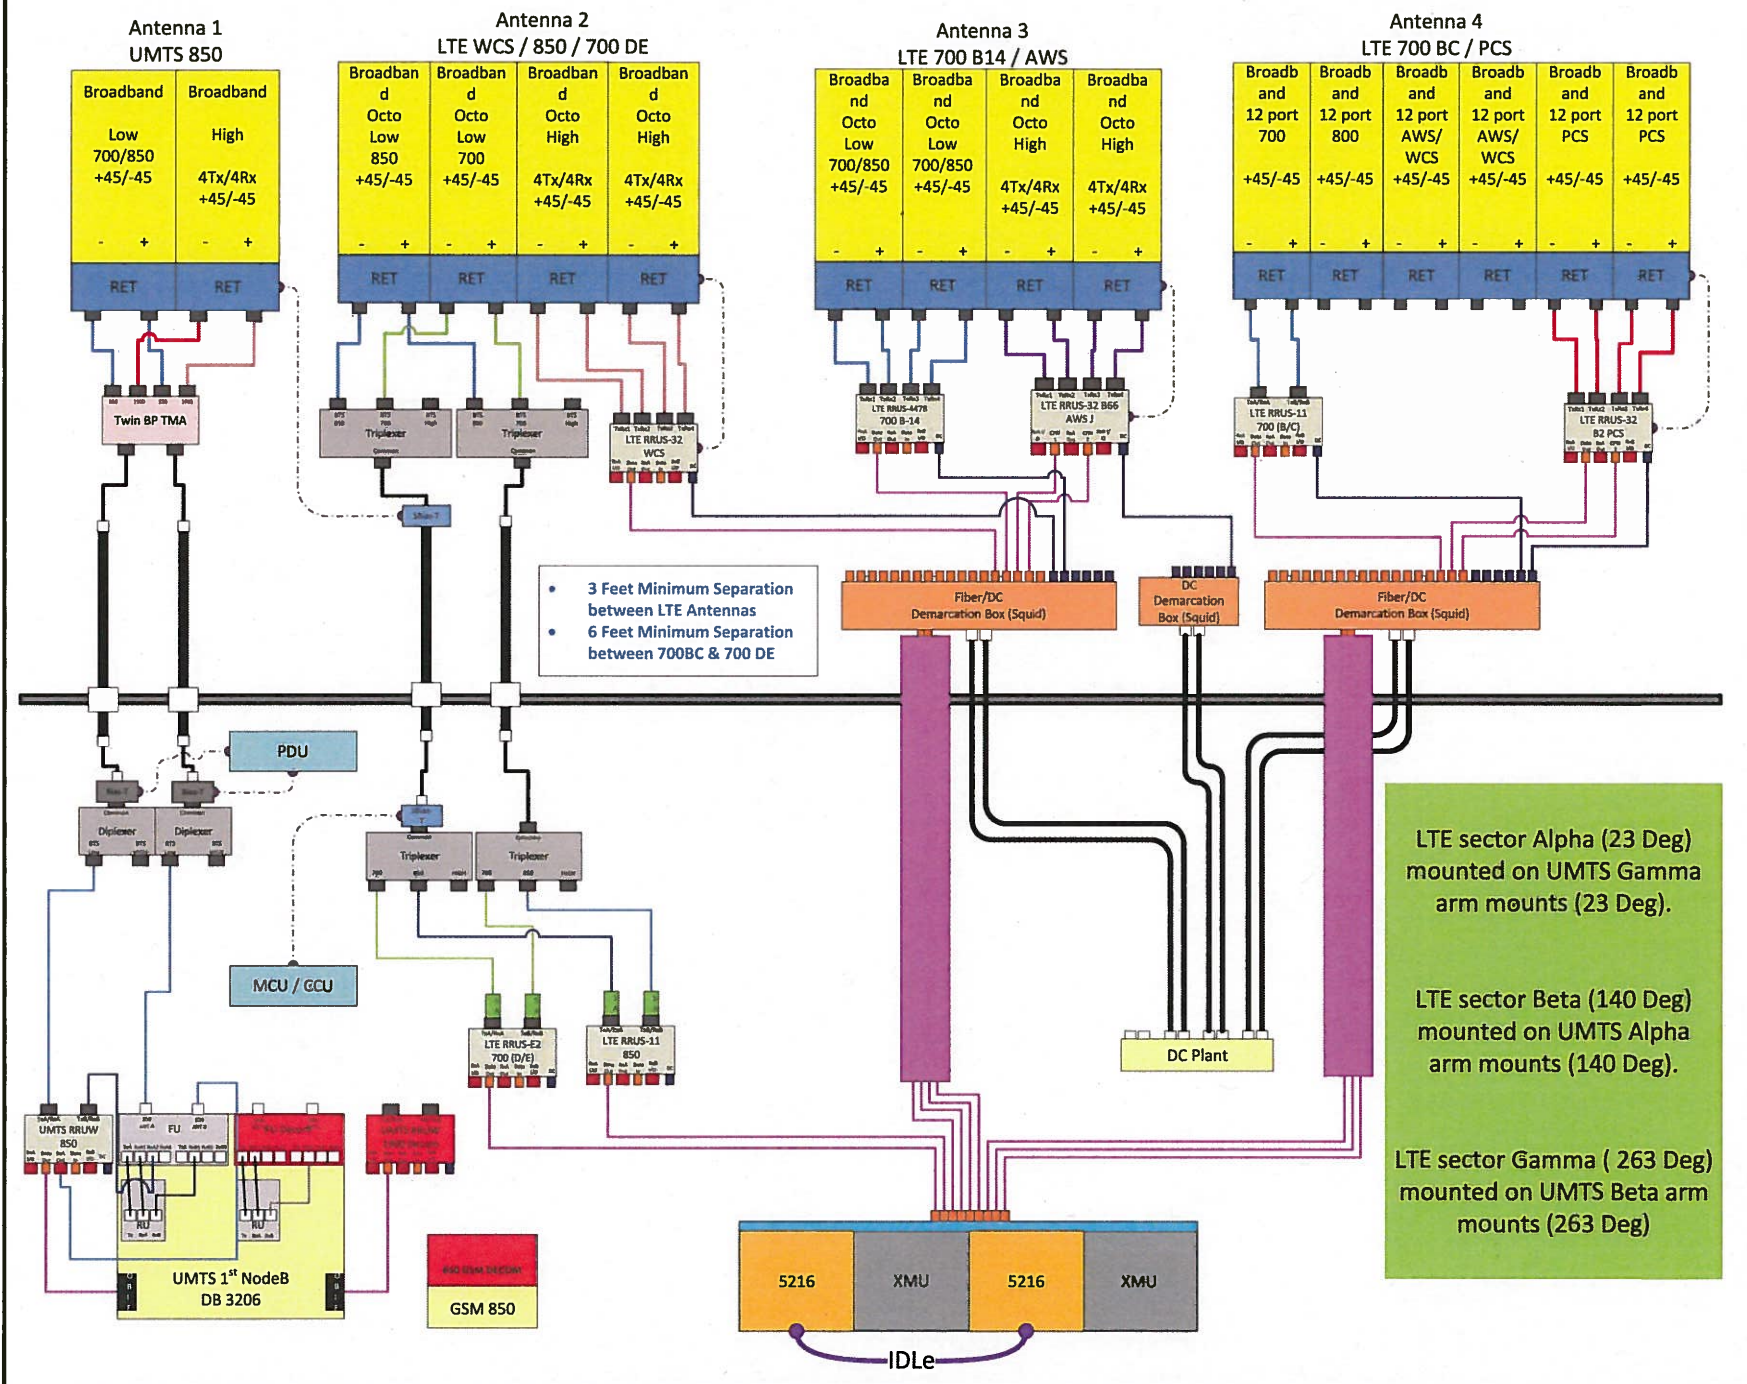 Antenna 1
UMTS 850
Antenna 2
LTE WCS / 850 / 700 DE
Antenna 3
LTE 700 B14 / AWS
Antenna 4
LTE 700 BC / PCS
Broadband
Low
700/850
+45/-45
- +
Broadband
High
4Tx/4Rx
+45/-45
- +
RET
RET
Broadban
d
Octo
Low
850
+45/-45
- +
Broadban
d
Octo
Low
700
+45/-45
- +
Broadban
d
Octo
High
4Tx/4Rx
+45/-45
- +
Broadban
d
Octo
High
4Tx/4Rx
+45/-45
- +
RET
RET
RET
RET
Broadba
nd
Octo
Low
700/850
+45/-45
- +
Broadba
nd
Octo
Low
700/850
+45/-45
- +
Broadba
nd
Octo
High
4Tx/4Rx
+45/-45
- +
Broadba
nd
Octo
High
4Tx/4Rx
+45/-45
- +
RET
RET
RET
RET
Broadb
and
12 port
700
+45/-45
- +
Broadb
and
12 port
800
+45/-45
- +
Broadb
and
12 port
AWS/
WCS
+45/-45
- +
Broadb
and
12 port
AWS/
WCS
+45/-45
- +
Broadb
and
12 port
PCS
+45/-45
- +
Broadb
and
12 port
PCS
+45/-45
- +
RET
RET
RET
RET
RET
RET
Twin BP TMA
Triplexer
Common
Triplexer
Common
LTE RRUS-32
WCS
LTE RRUS-4478
700 B-14
LTE RRUS-32 B66
AWS J
LTE RRUS-11
700 (B/C)
LTE RRUS-32
B2 PCS
• 3 Feet Minimum Separation
between LTE Antennas
• 6 Feet Minimum Separation
between 700BC & 700 DE
Fiber/DC
Demarcation Box (Squid)
DC
Demarcation
Box (Squid)
Fiber/DC
Demarcation Box (Squid)
PDU
Bias-T
Bias-T
Diplexer
Diplexer
Triplexer
Triplexer
MCU / CCU
LTE RRUS-E2
700 (D/E)
LTE RRUS-11
850
DC Plant
LTE sector Alpha (23 Deg)
mounted on UMTS Gamma
arm mounts (23 Deg).
LTE sector Beta (140 Deg)
mounted on UMTS Alpha
arm mounts (140 Deg).
LTE sector Gamma ( 263 Deg)
mounted on UMTS Beta arm
mounts (263 Deg)
UMTS RRUW
850
FU
RU
RU
UMTS 1st NodeB
DB 3206
GSM 850
5216
XMU
5216
XMU
IDLe